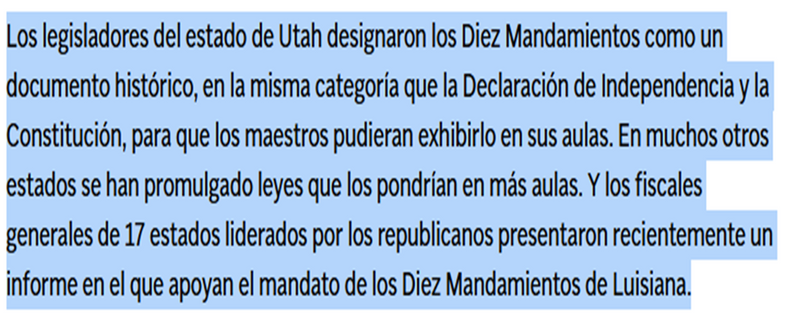 Los legisladores del estado de Utah designaron los Diez Mandamientos como un
documento histórico, en la misma categoría que la Declaración de Independencia y la
Constitución, para que los maestros pudieran exhibirlo en sus aulas. En muchos otros
estados se han promulgado leyes que los pondrían en más aulas. Y los fiscales
generales de 17 estados liderados por los republicanos presentaron recientemente un
informe en el que apoyan el mandato de los Diez Mandamientos de Luisiana.